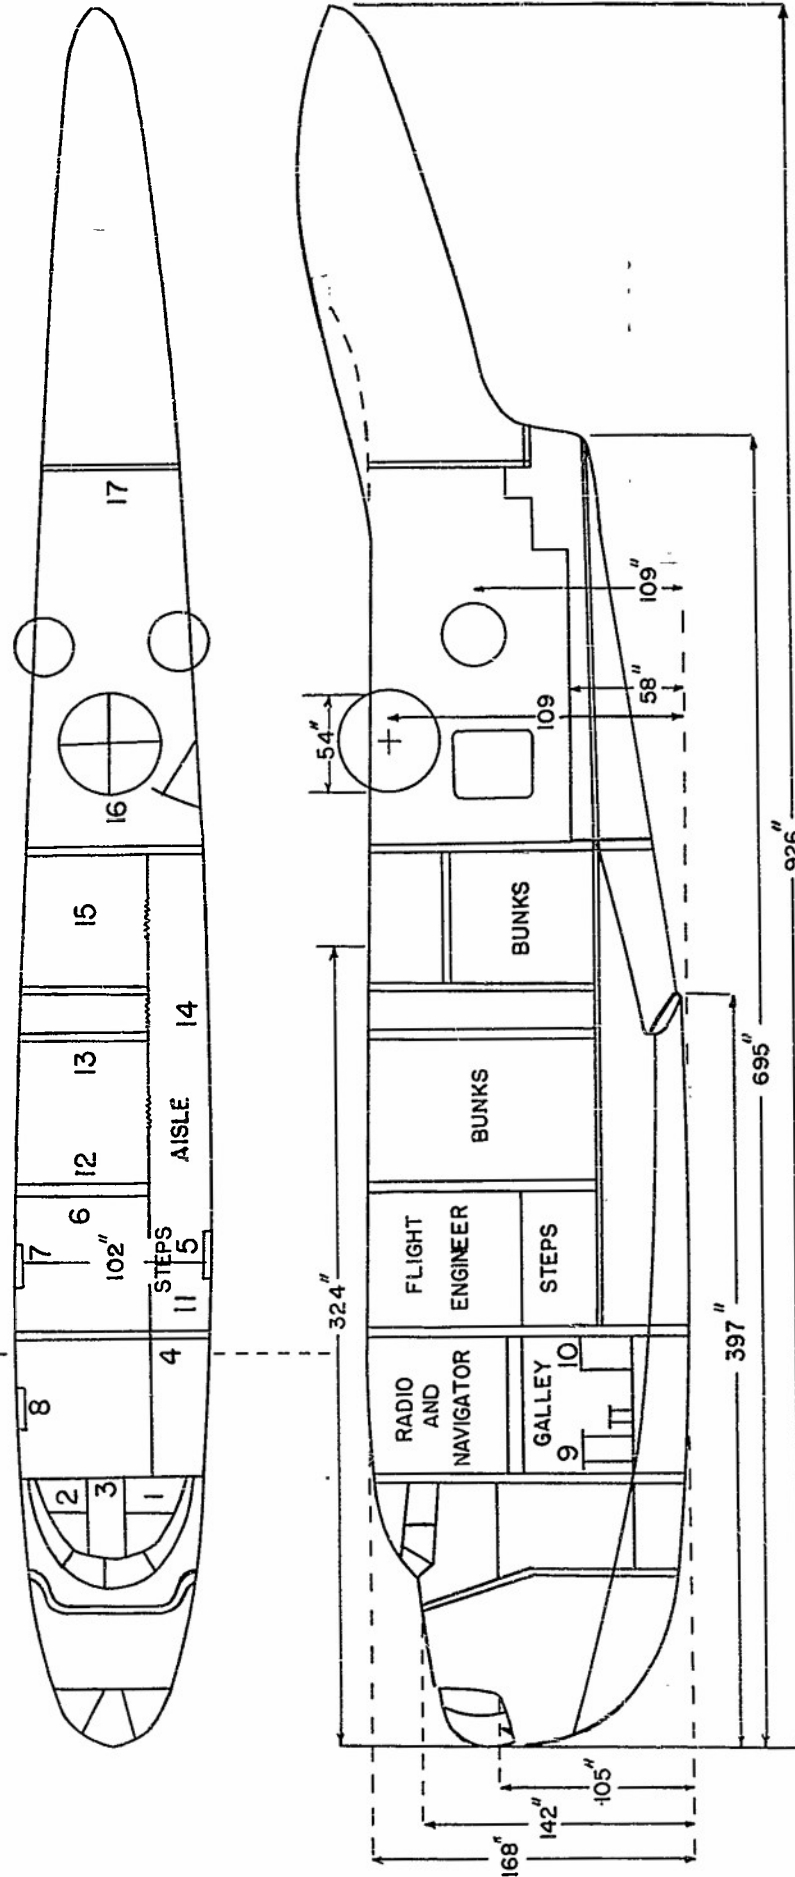 17
16
15
14
13
AISLE
12
6
7
102"
STEPS
5
11
4
8
2
3
1
109"
58"
109
54"
BUNKS
BUNKS
FLIGHT
ENGINEER
STEPS
RADIO
AND
NAVIGATOR
GALLEY
10
9
324"
397"
695"
926"
105"
142"
168"